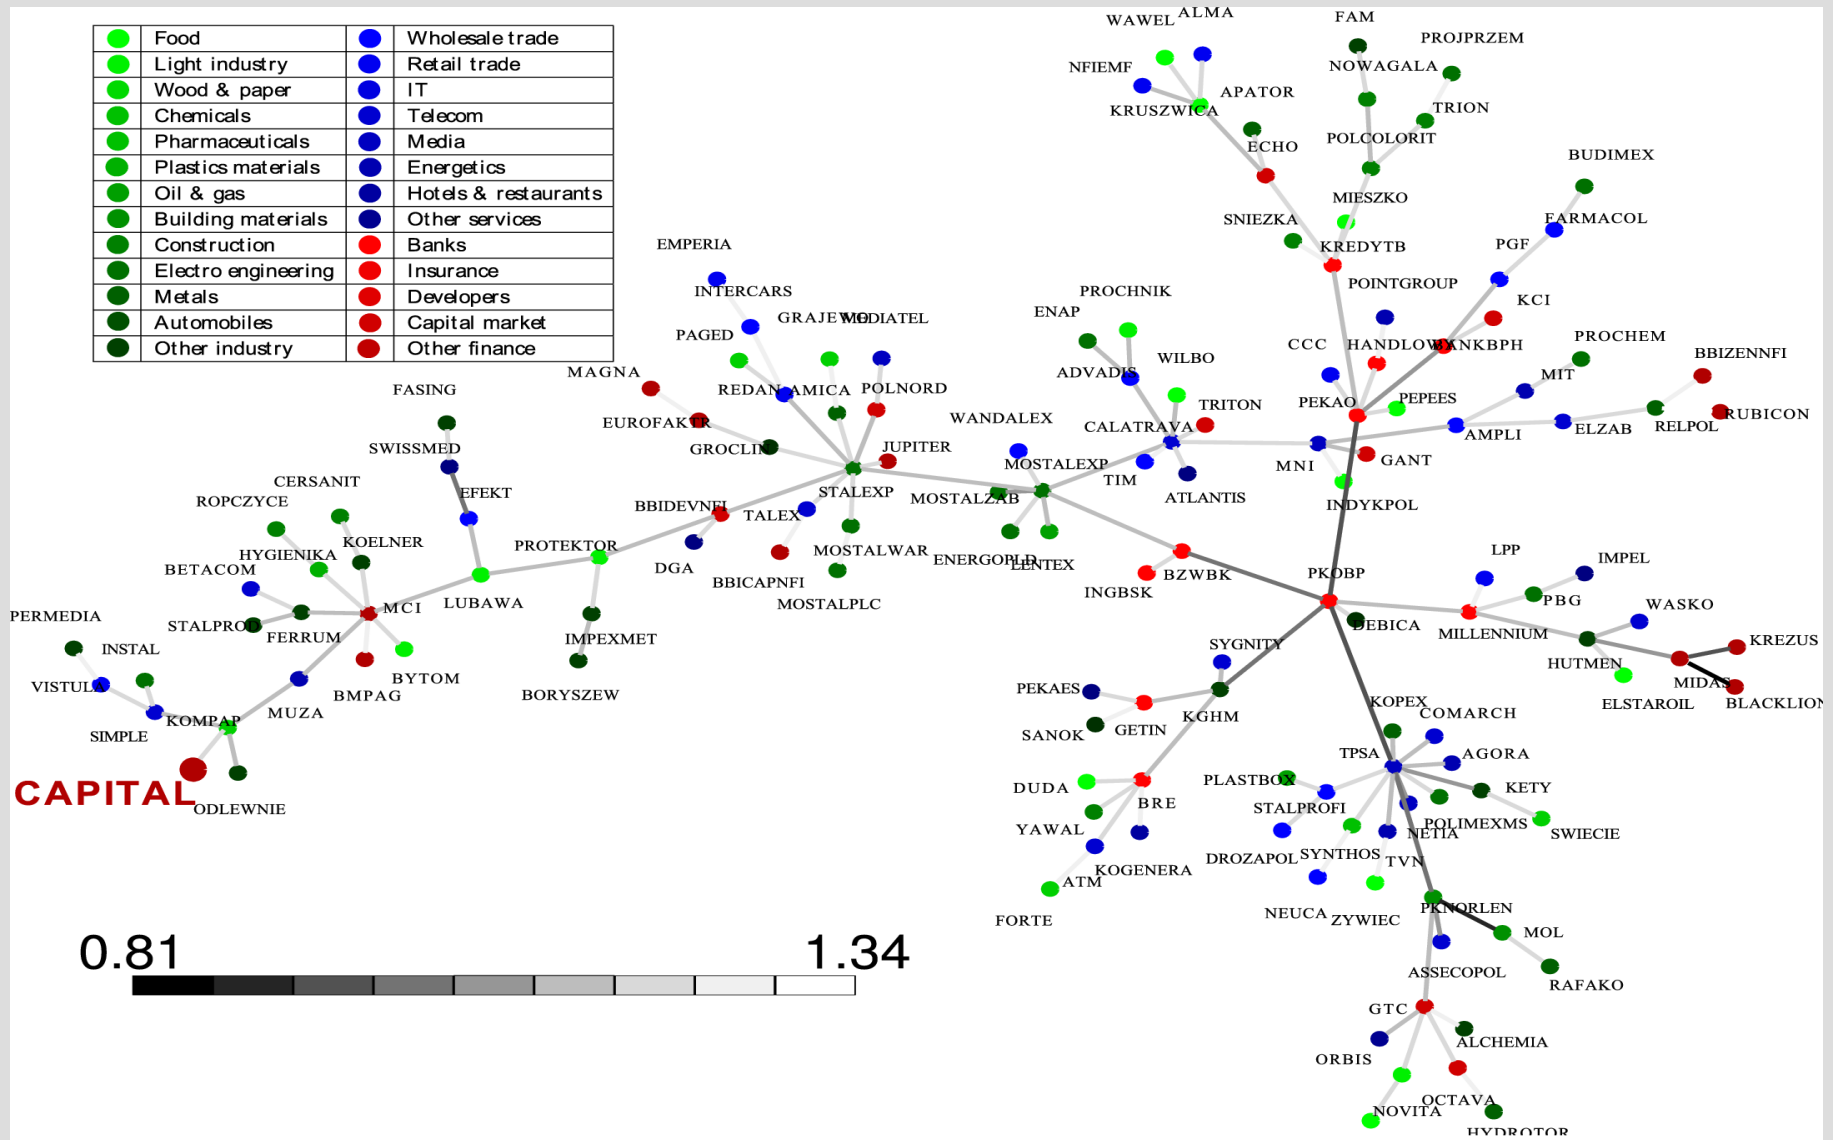 Food Wholesale trade
Light industry Retail trade
Wood & paper IT
Chemicals Telecom
Pharmaceuticals Media
Plastics materials Energetics
Oil & gas Hotels & restaurants
Building materials Other services
Construction Banks
Electro engineering Insurance
Metals Developers
Automobiles Capital market
Other industry Other finance
WAWEL ALMA
FAM
PROJPRZEM
NFIEMF
NOWAGALA
APATOR
KRUSZWICA
TRION
POLCOLORIT
ECHO
BUDIMEX
MIESZKO
SNIEZKA
FARMACOL
KREDYTB
PGF
EMPERIA
POINTGROUP
PROCHNIK
INTERCARS
KCI
ENAP
GRAJEWO
MEDIATEL
PAGED
PROCHEM
CCC
HANDLOWY
BANKBPH
BBIZENNFI
WILBO
MAGNA
ADVADIS
MIT
FASING
REDAN
AMICA
POLNORD
PEPEES
PEKAO
TRITON
RUBICON
EUROFAKTR
WANDALEX
CALATRAVA
RELPOL
ELZAB
AMPLI
SWISSMED
GROCLIN
JUPITER
GANT
MNI
MOSTALEXP
CERSANIT
TIM
EFEKT
STALEXP
MOSTALZAB
ATLANTIS
ROPCZYCE
BBIDEVNFI
TALEX
INDYKPOL
KOELNER
PROTEKTOR
HYGIENIKA
MOSTALWAR
LPP
IMPEL
BETACOM
DGA
ENERGOPLD
LENTEX
BZWBK
PKOBP
BBICAPNFI
INGBSK
MCI
LUBAWA
MOSTALPLC
PBG
WASKO
PERMEDIA
STALPROD
FERRUM
DEBICA
MILLENNIUM
IMPEXMET
SYGNITY
KREZUS
INSTAL
HUTMEN
BYTOM
MIDAS
VISTULA
BMPAG
BORYSZEW
PEKAES
KOPEX
ELSTAROIL
BLACKLION
MUZA
KGHM
COMARCH
KOMPAP
GETIN
SIMPLE
SANOK
TPSA
AGORA
PLASTBOX
DUDA
KETY
CAPITAL
BRE
STALPROFI
ODLEWNIE
YAWAL
POLIMEXMS
NETIA
SWIECIE
SYNTHOS
DROZAPOL
TVN
KOGENERA
ATM
PKNORLEN
NEUCA
ZYWIEC
FORTE
MOL
0.81 1.34
ASSECOPOL
RAFAKO
GTC
ALCHEMIA
ORBIS
OCTAVA
NOVITA
HYDROTOR